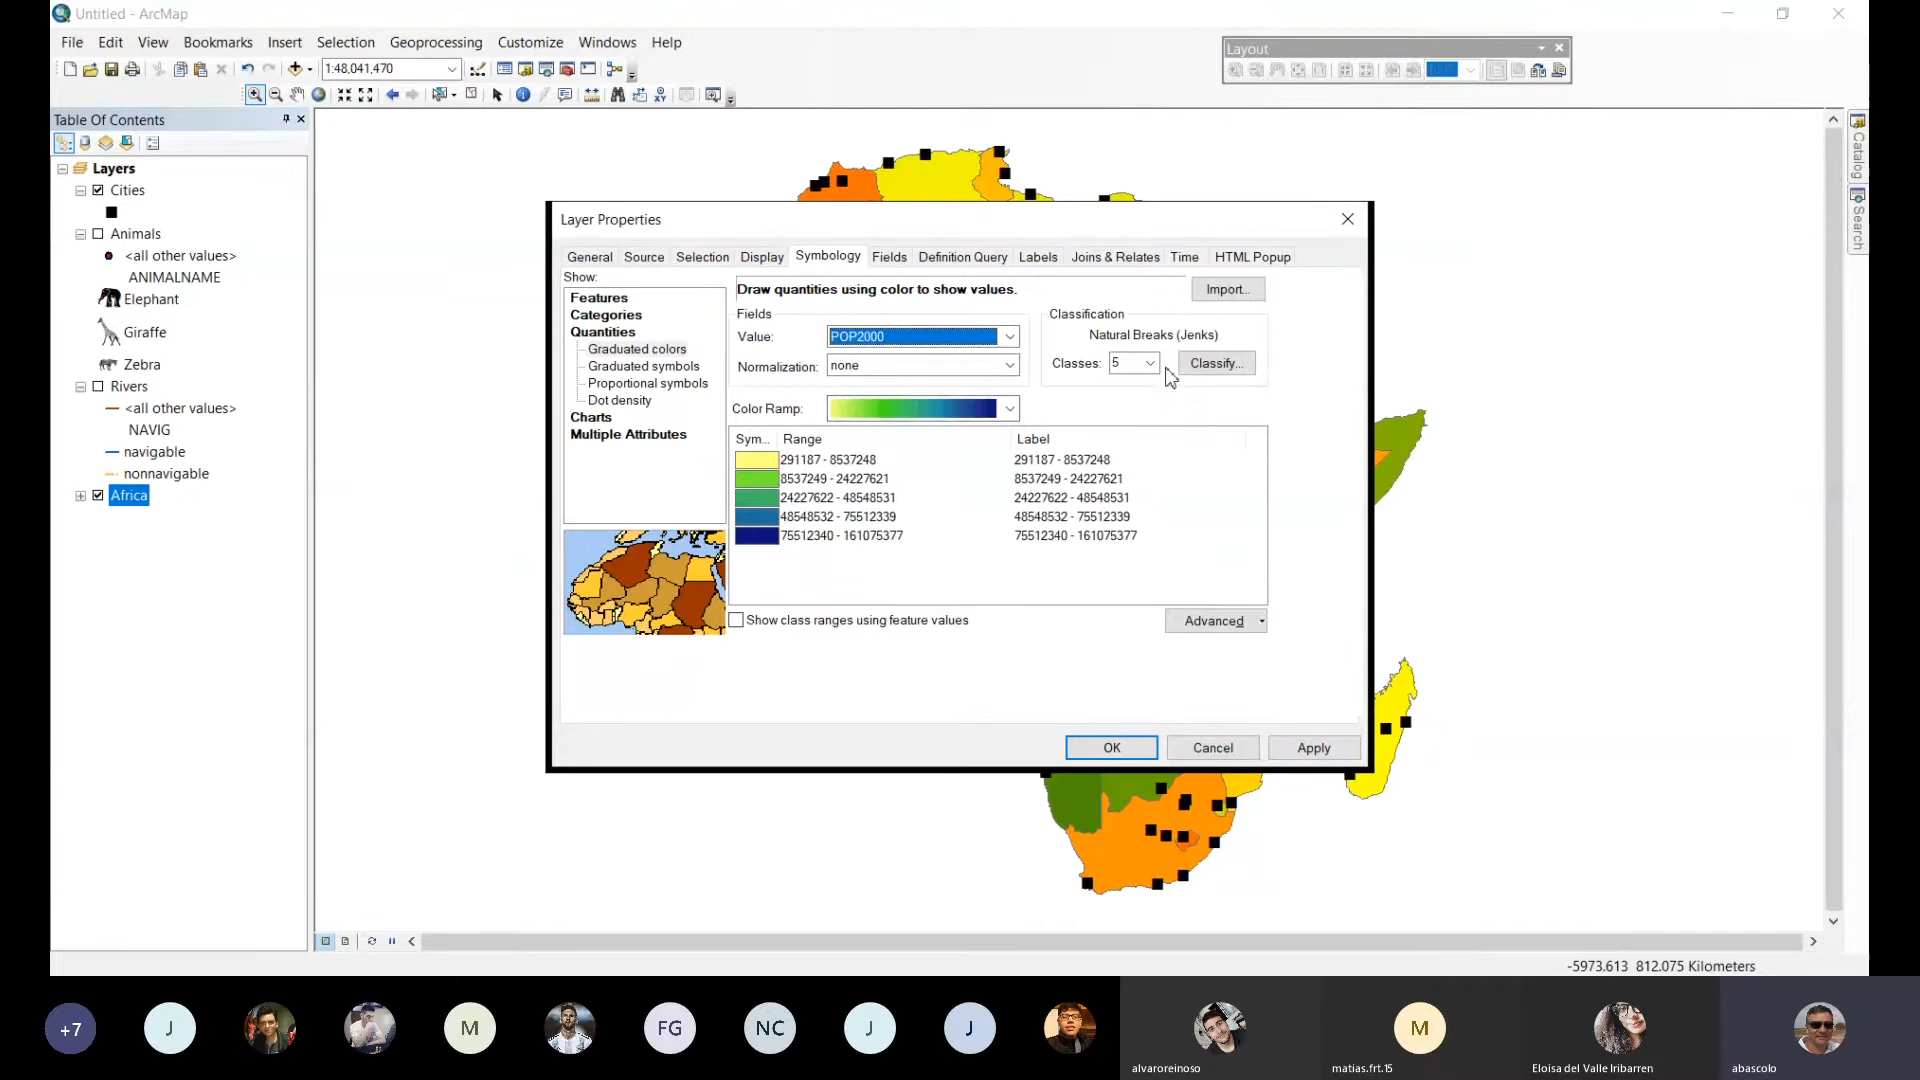 Untitled - ArcMap
File Edit View Bookmarks Insert Selection Geoprocessing Customize Windows Help
Layout
1:48,041,470
Table Of Contents
Layers
Cities
Animals
<all other values>
ANIMALNAME
Elephant
Giraffe
Zebra
Rivers
<all other values>
NAVIG
navigable
nonnavigable
Africa
Catalog
Search
Layer Properties
General Source Selection Display Symbology Fields Definition Query Labels Joins & Relates Time HTML Popup
Show:
Features
Categories
Quantities
Graduated colors
Graduated symbols
Proportional symbols
Dot density
Charts
Multiple Attributes
Draw quantities using color to show values.
Import...
Fields
Value: POP2000
Normalization: none
Classification
Natural Breaks (Jenks)
Classes: 5 Classify...
Color Ramp:
Sym... Range Label
291187 - 8537248 291187 - 8537248
8537249 - 24227621 8537249 - 24227621
24227622 - 48548531 24227622 - 48548531
48548532 - 75512339 48548532 - 75512339
75512340 - 161075377 75512340 - 161075377
Show class ranges using feature values
Advanced
OK Cancel Apply
-5973.613 812.075 Kilometers
+7 J M FG NC J J M
alvaroreinoso matias.frt.15 Eloisa del Valle Iribarren abascolo